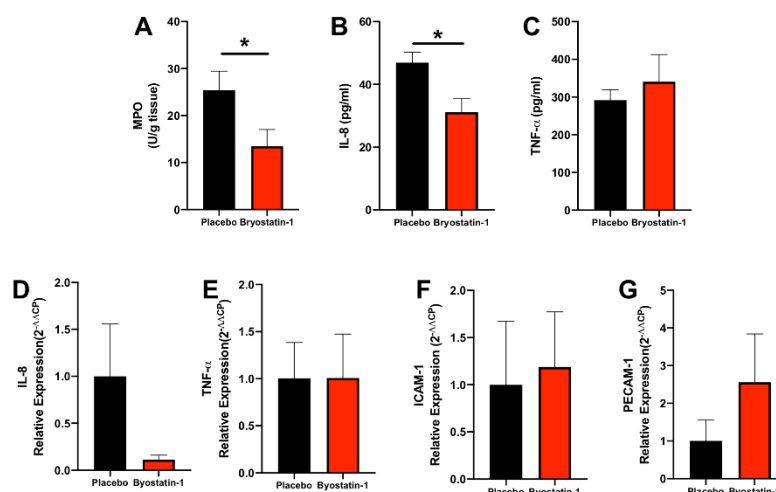 A
*
MPO
(U/g tissue)
40
30
20
10
0
Placebo Bryostatin-1
B
*
IL-8 (pg/ml)
60
40
20
0
Placebo Bryostatin-1
C
TNF-α (pg/ml)
500
400
300
200
100
0
Placebo Bryostatin-1
D
IL-8
Relative Expression(2-ΔΔCP)
2.0
1.5
1.0
0.5
0.0
Placebo Byostatin-1
E
TNF-α
Relative Expression(2-ΔΔCP)
2.0
1.5
1.0
0.5
0.0
Placebo Byostatin-1
F
ICAM-1
Relative Expression (2-ΔΔCP)
2.0
1.5
1.0
0.5
0.0
Placebo Byostatin-1
G
PECAM-1
Relative Expression(2-ΔΔCP)
5
4
3
2
1
0
Placebo